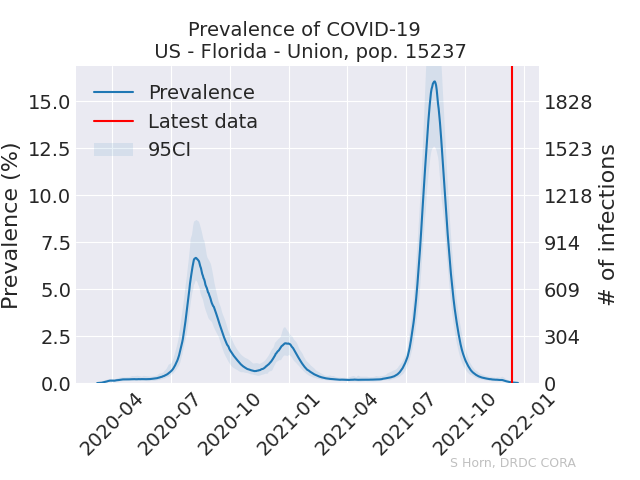 Prevalence of COVID-19
US - Florida - Union, pop. 15237
Prevalence
Latest data
95CI
Prevalence (%)
15.0
12.5
10.0
7.5
5.0
2.5
0.0
1828
1523
1218
914
609
304
0
# of infections
2020-04
2020-07
2020-10
2021-01
2021-04
2021-07
2021-10
2022-01
S Horn, DRDC CORA